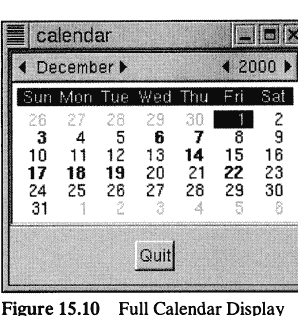 calendar
December 2000
Sun Mon Tue Wed Thu Fri Sat
26 27 28 29 30 1 2
3 4 5 6 7 8 9
10 11 12 13 14 15 16
17 18 19 20 21 22 23
24 25 26 27 28 29 30
31 1 2 3 4 5 6
Quit
Figure 15.10 Full Calendar Display